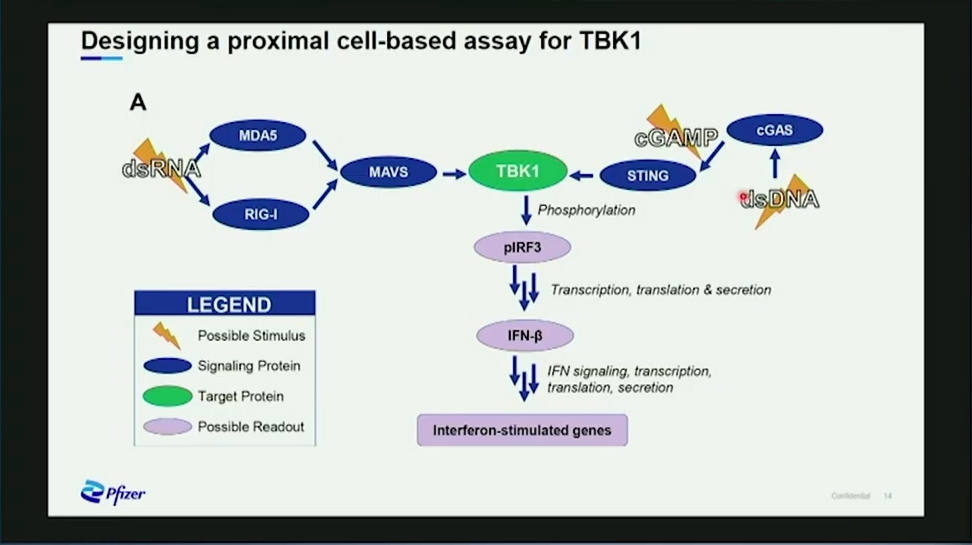 Designing a proximal cell-based assay for TBK1
A
dsRNA
MDA5
RIG-I
MAVS
TBK1
STING
cGAMP
cGAS
dsDNA
Phosphorylation
pIRF3
Transcription, translation & secretion
IFN-β
IFN signaling, transcription,
translation, secretion
Interferon-stimulated genes
LEGEND
Possible Stimulus
Signaling Protein
Target Protein
Possible Readout
Pfizer
Confidential 14